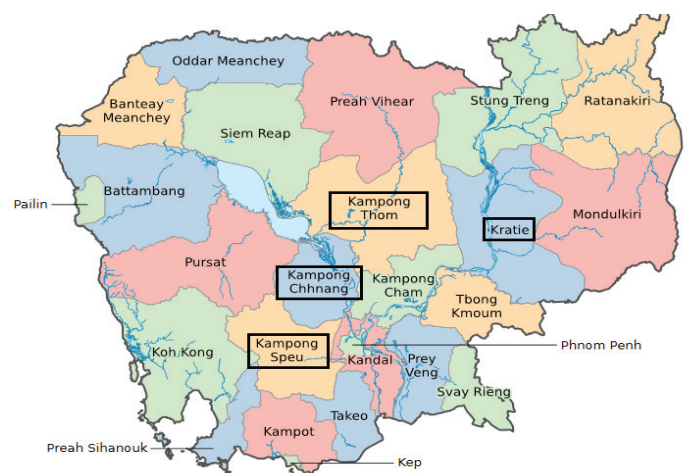 Oddar Meanchey
Preah Vihear
Stung Treng
Ratanakiri
Banteay
Meanchey
Siem Reap
Battambang
Pailin
Kampong
Thom
Kratie
Mondulkiri
Pursat
Kampong
Chhnang
Kampong
Cham
Tbong
Kmoum
Koh Kong
Kampong
Speu
Kandal
Phnom Penh
Prey
Veng
Svay Rieng
Takeo
Kampot
Preah Sihanouk
Kep